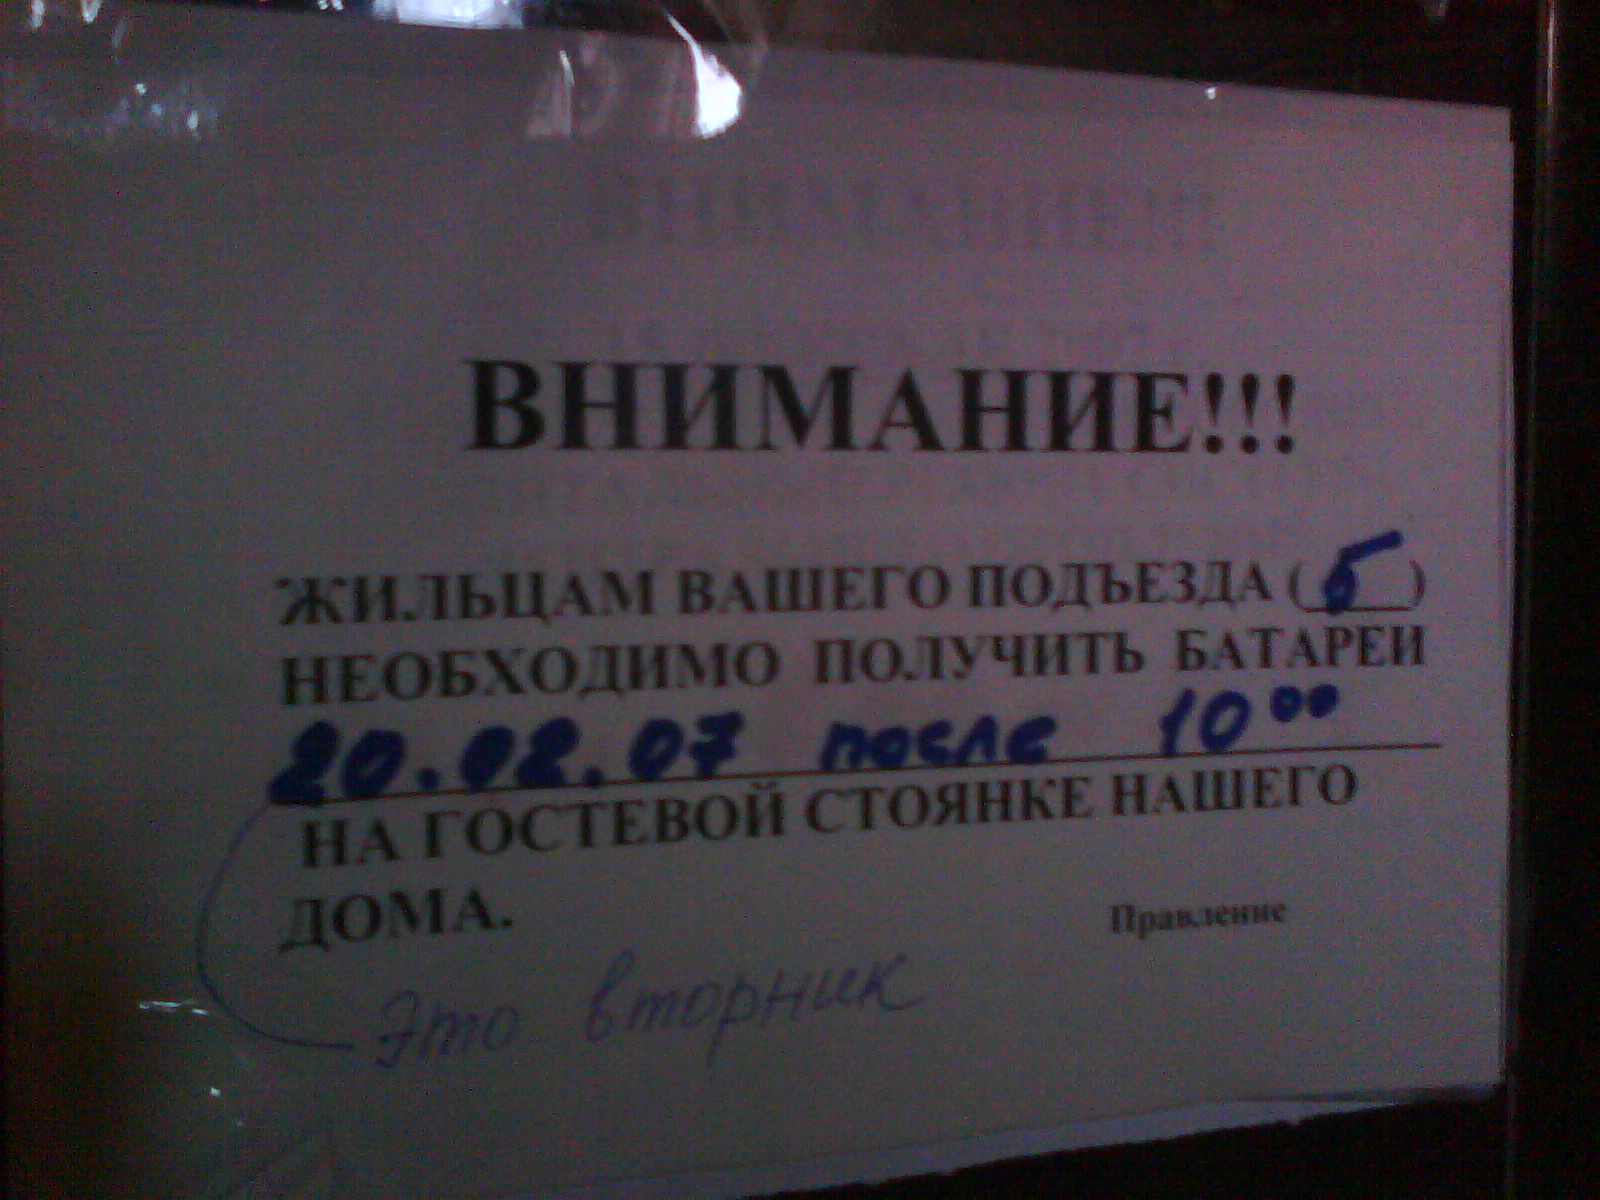 ВНИМАНИЕ!!!
ЖИЛЬЦАМ ВАШЕГО ПОДЪЕЗДА (5)
НЕОБХОДИМО ПОЛУЧИТЬ БАТАРЕИ
20.02.07 после 10⁰⁰
НА ГОСТЕВОЙ СТОЯНКЕ НАШЕГО
ДОМА.
Правление
Это вторник